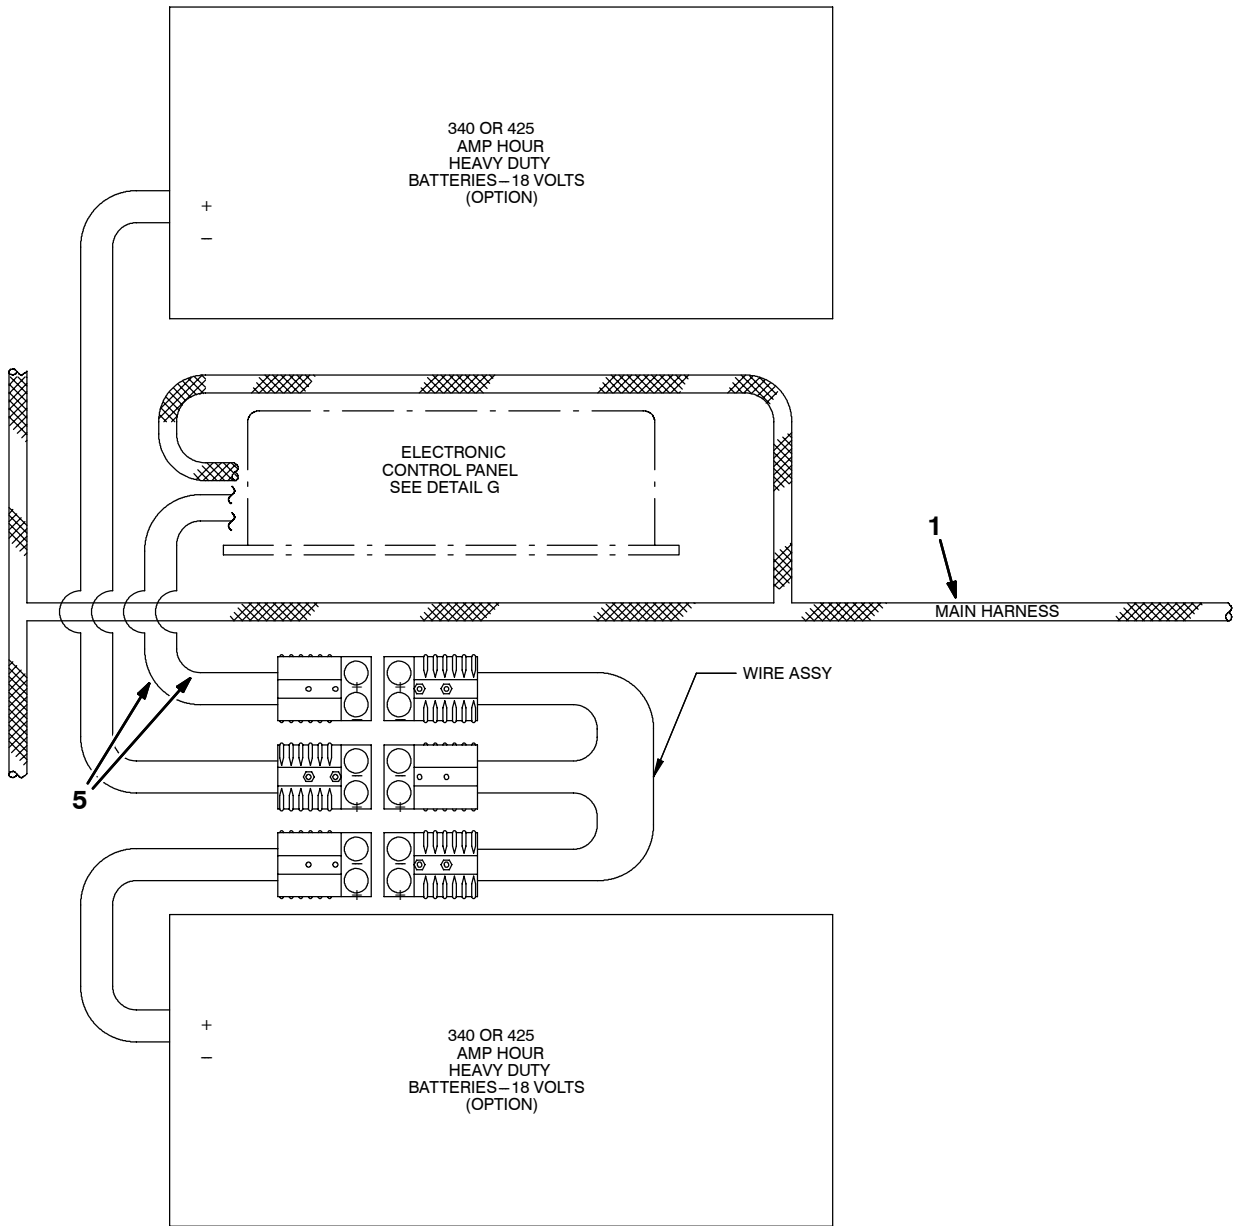 340 OR 425
AMP HOUR
HEAVY DUTY
BATTERIES–18 VOLTS
(OPTION)
+
–
ELECTRONIC
CONTROL PANEL
SEE DETAIL G
1
MAIN HARNESS
WIRE ASSY
5
+
–
340 OR 425
AMP HOUR
HEAVY DUTY
BATTERIES–18 VOLTS
(OPTION)